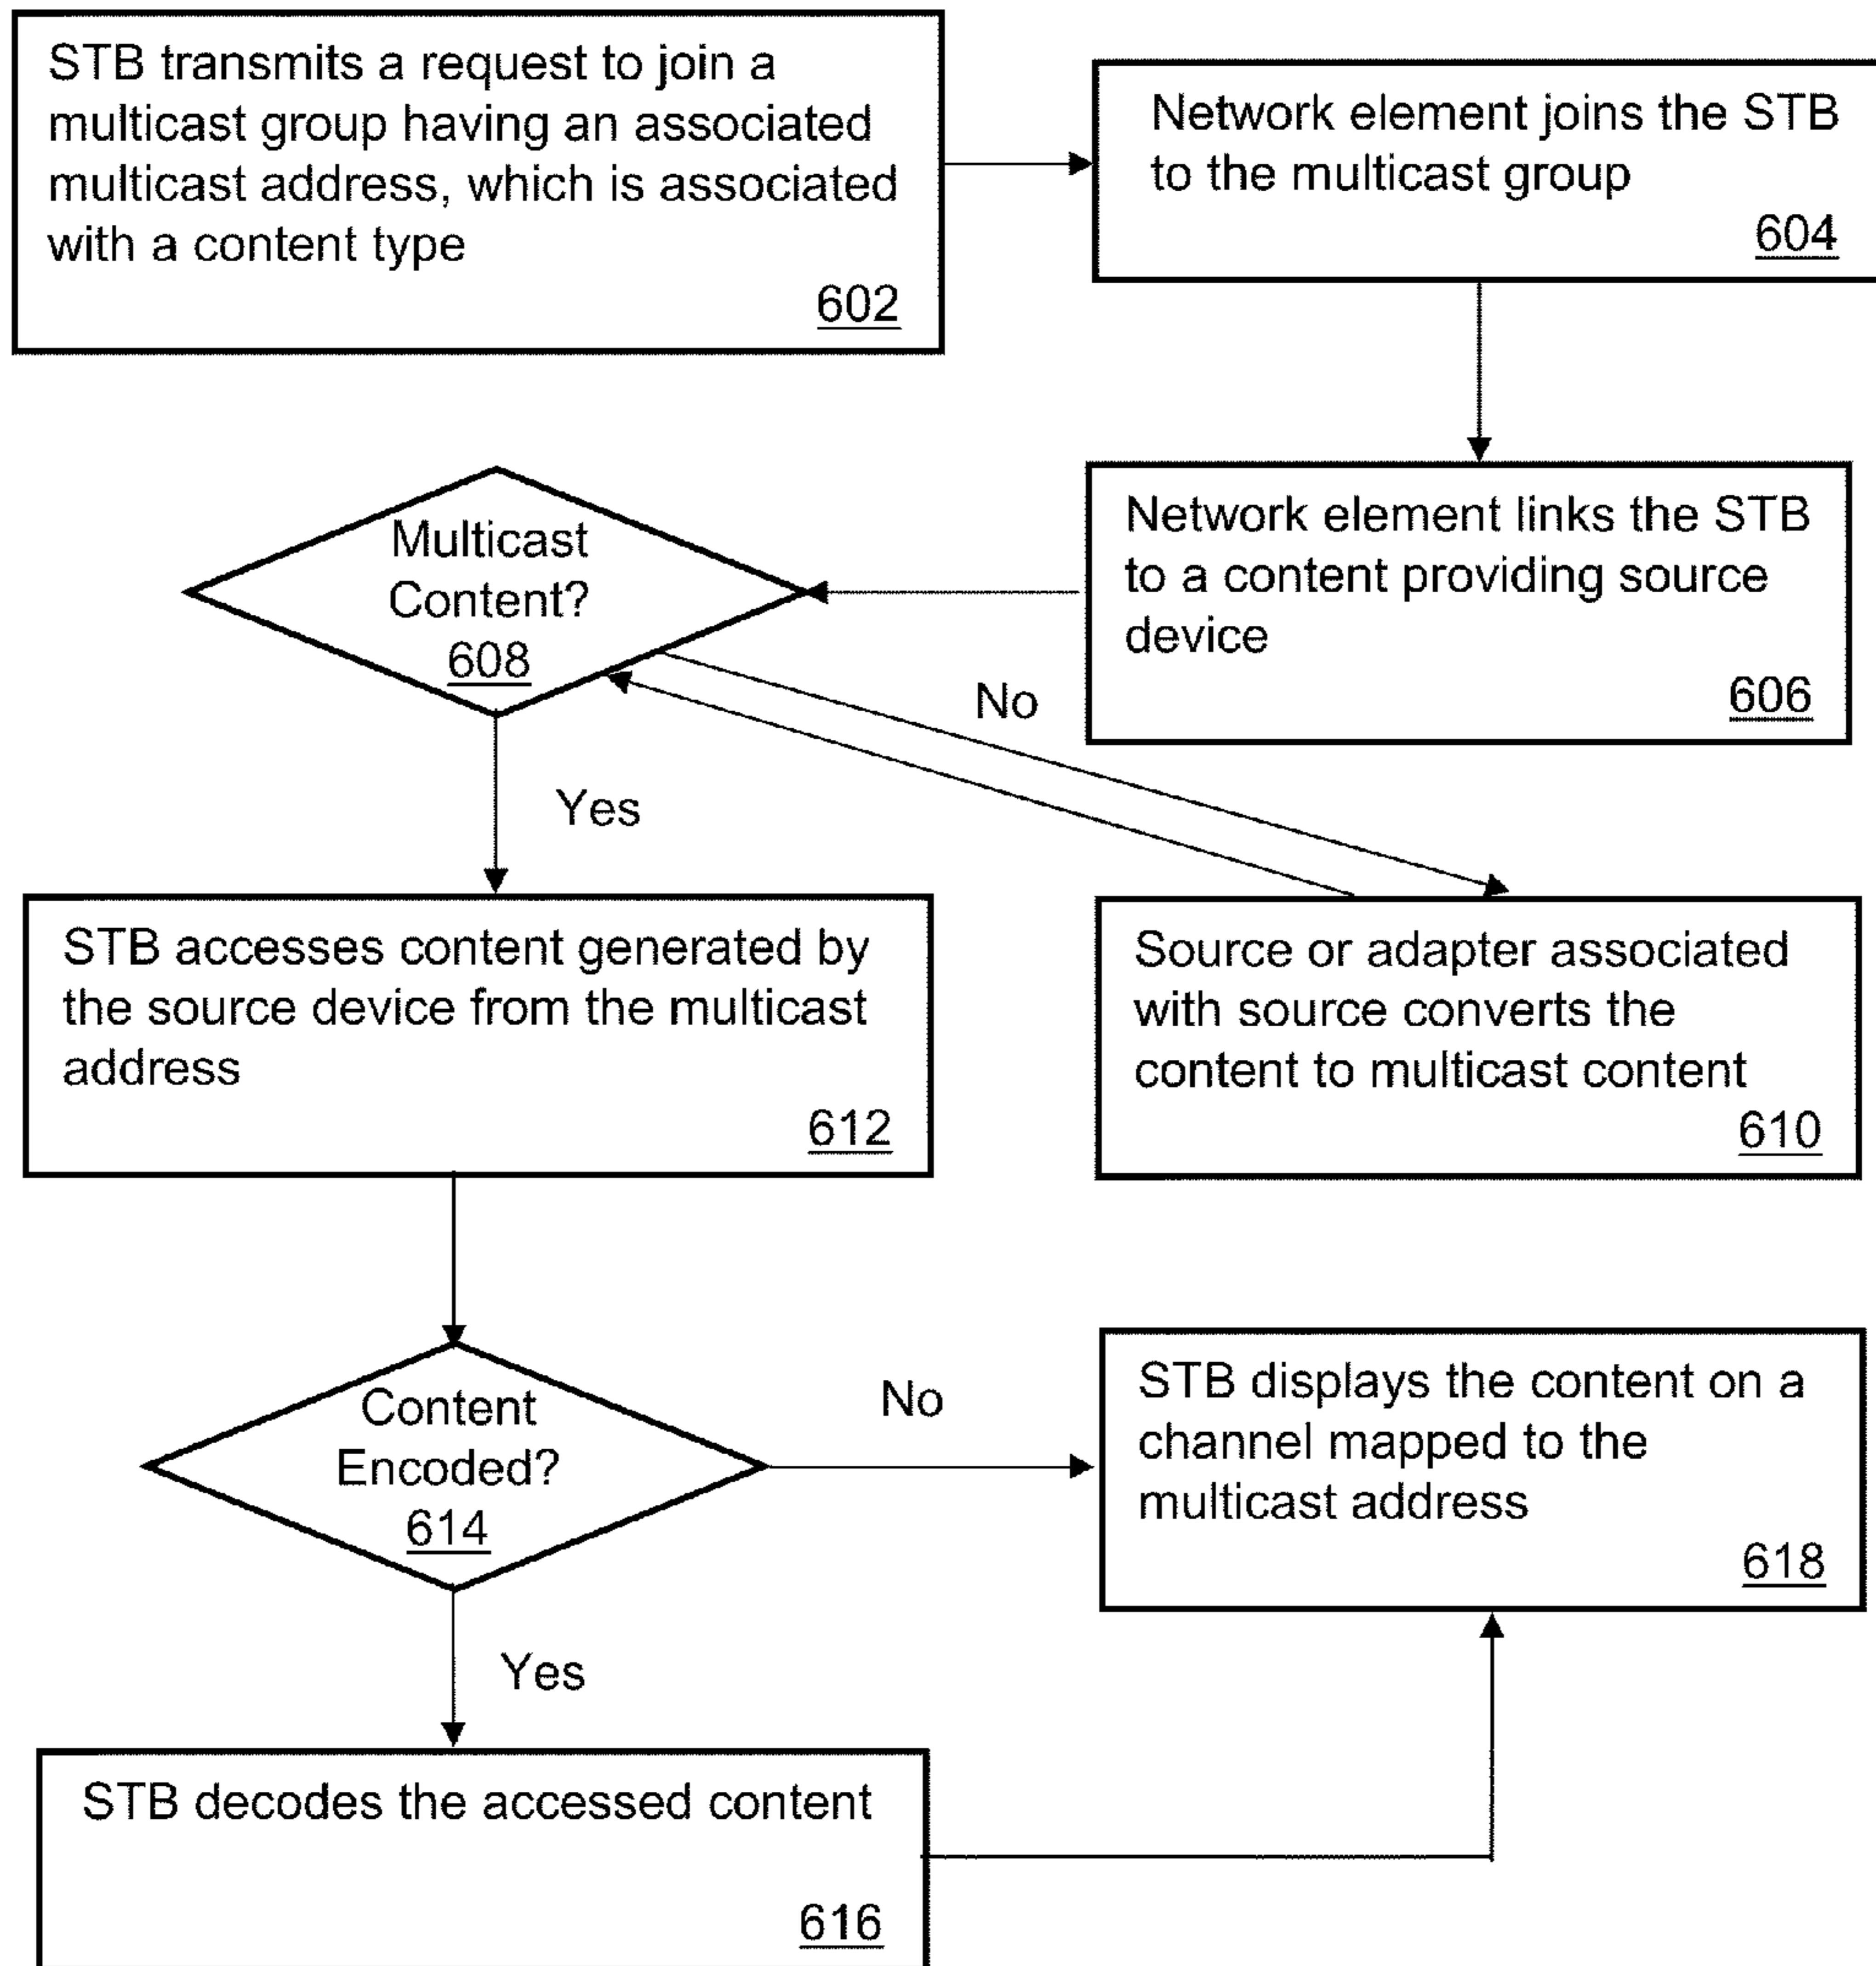 STB transmits a request to join a
multicast group having an associated
multicast address, which is associated
with a content type
602
Network element joins the STB
to the multicast group
604
Network element links the STB
to a content providing source
device
606
Multicast
Content?
608
No
Yes
Source or adapter associated
with source converts the
content to multicast content
610
STB accesses content generated by
the source device from the multicast
address
612
Content
Encoded?
614
No
Yes
STB displays the content on a
channel mapped to the
multicast address
618
STB decodes the accessed content
616